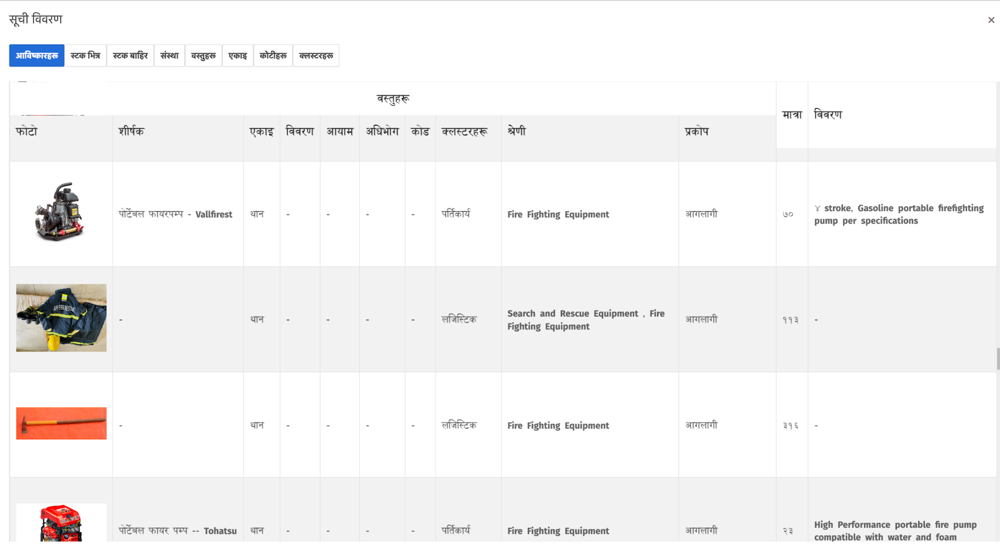 सूची विवरण
×
आविष्कारहरू स्टक भित्र स्टक बाहिर संस्था वस्तुहरू एकाइ कोटीहरू क्लस्टरहरू
वस्तुहरू
मात्रा विवरण
फोटो शीर्षक एकाइ विवरण आयाम अधिभोग कोड क्लस्टरहरू श्रेणी प्रकोप
पोर्टेबल फायरपम्प - Vallfirest थान - - - - पर्तिकार्य Fire Fighting Equipment आगलागी ७० ४ stroke, Gasoline portable firefighting
pump per specifications
APF FIRE RESCUE
- थान - - - - लजिस्टिक Search and Rescue Equipment , Fire
Fighting Equipment आगलागी ११३ -
- थान - - - - लजिस्टिक Fire Fighting Equipment आगलागी ३१६ -
पोर्टेबल फायर पम्प -- Tohatsu थान - - - - पर्तिकार्य Fire Fighting Equipment आगलागी २३ High Performance portable fire pump
compatible with water and foam